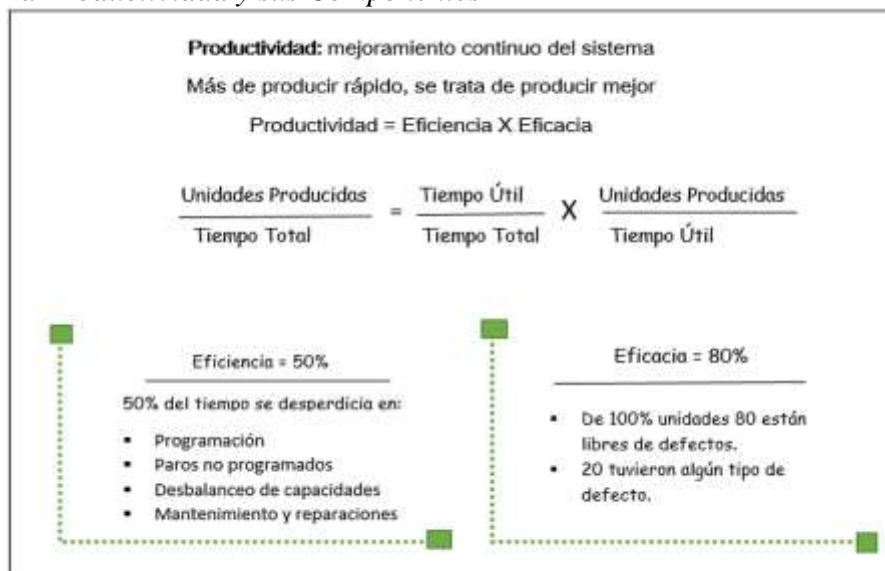 Productividad y sus Componentes
Productividad: mejoramiento continuo del sistema
Más de producir rápido, se trata de producir mejor
Productividad = Eficiencia X Eficacia
Unidades Producidas = Tiempo Útil X Unidades Producidas
Tiempo Total Tiempo Total Tiempo Útil
Eficiencia = 50%
50% del tiempo se desperdicia en:
▪ Programación
▪ Paros no programados
▪ Desbalanceo de capacidades
▪ Mantenimiento y reparaciones
Eficacia = 80%
▪ De 100% unidades 80 están
libres de defectos.
▪ 20 tuvieron algún tipo de
defecto.